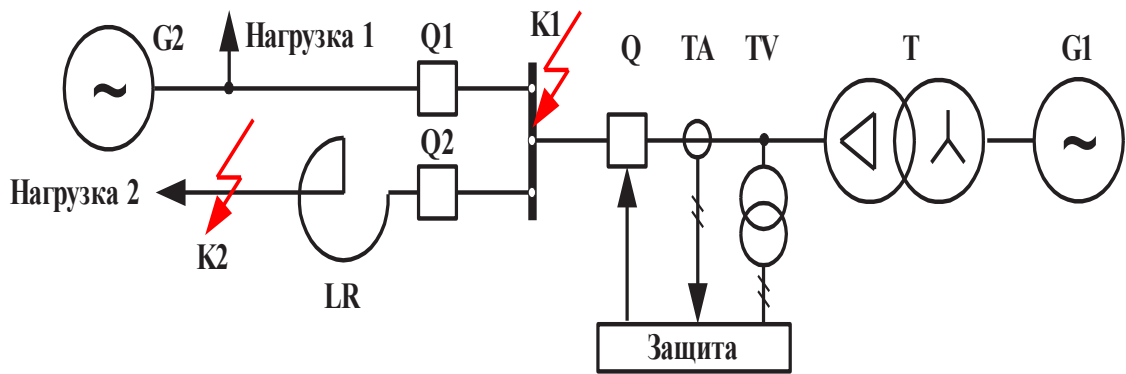 G2
Нагрузка 1
Q1
K1
Q
TA
TV
T
G1
~
~
Q2
Нагрузка 2
K2
LR
Защита